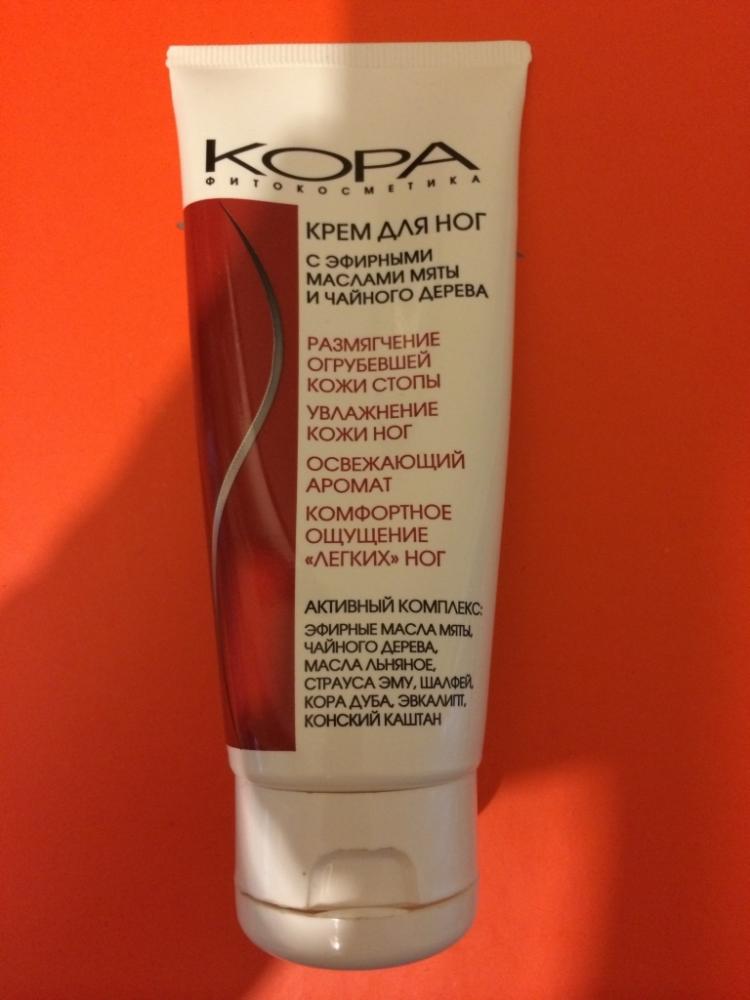 КОРА
ФИТОКОСМЕТИКА
КРЕМ ДЛЯ НОГ
С ЭФИРНЫМИ
МАСЛАМИ МЯТЫ
И ЧАЙНОГО ДЕРЕВА
РАЗМЯГЧЕНИЕ
ОГРУБЕВШЕЙ
КОЖИ СТОПЫ
УВЛАЖНЕНИЕ
КОЖИ НОГ
ОСВЕЖАЮЩИЙ
АРОМАТ
КОМФОРТНОЕ
ОЩУЩЕНИЕ
«ЛЕГКИХ» НОГ
АКТИВНЫЙ КОМПЛЕКС:
ЭФИРНЫЕ МАСЛА МЯТЫ,
ЧАЙНОГО ДЕРЕВА,
МАСЛА ЛЬНЯНОЕ,
СТРАУСА ЭМУ, ШАЛФЕЙ,
КОРА ДУБА, ЭВКАЛИПТ,
КОНСКИЙ КАШТАН